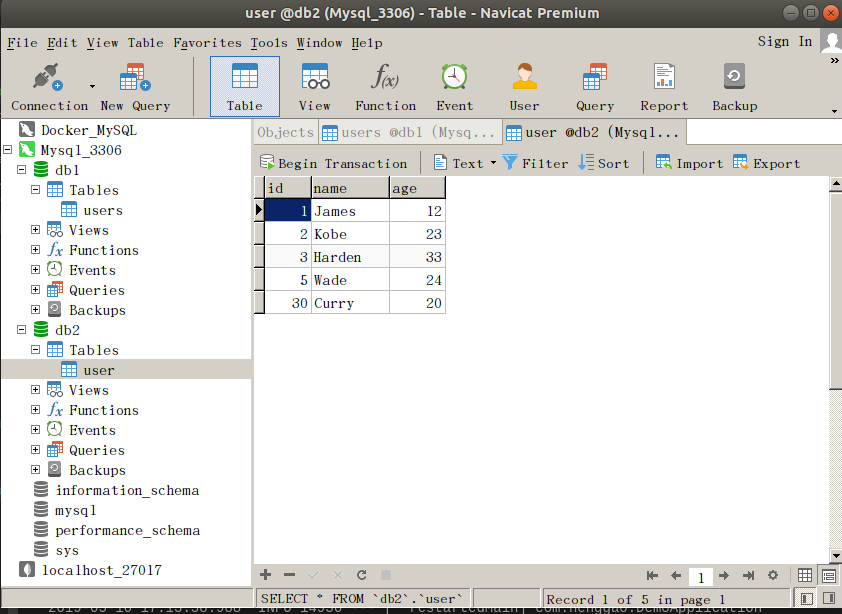 user @db2 (Mysql_3306) - Table - Navicat Premium
File Edit View Table Favorites Tools Window Help Sign In
Connection New Query Table View Function Event User Query Report Backup
Objects users @db1 (Mysq... user @db2 (Mysql...
Begin Transaction Text Filter Sort Import Export
Docker_MySQL
Mysql_3306
db1
Tables
users
Views
Functions
Events
Queries
Backups
db2
Tables
user
Views
Functions
Events
Queries
Backups
information_schema
mysql
performance_schema
sys
localhost_27017
id name age
1 James 12
2 Kobe 23
3 Harden 33
5 Wade 24
30 Curry 20
1
SELECT * FROM `db2`.`user` Record 1 of 5 in page 1